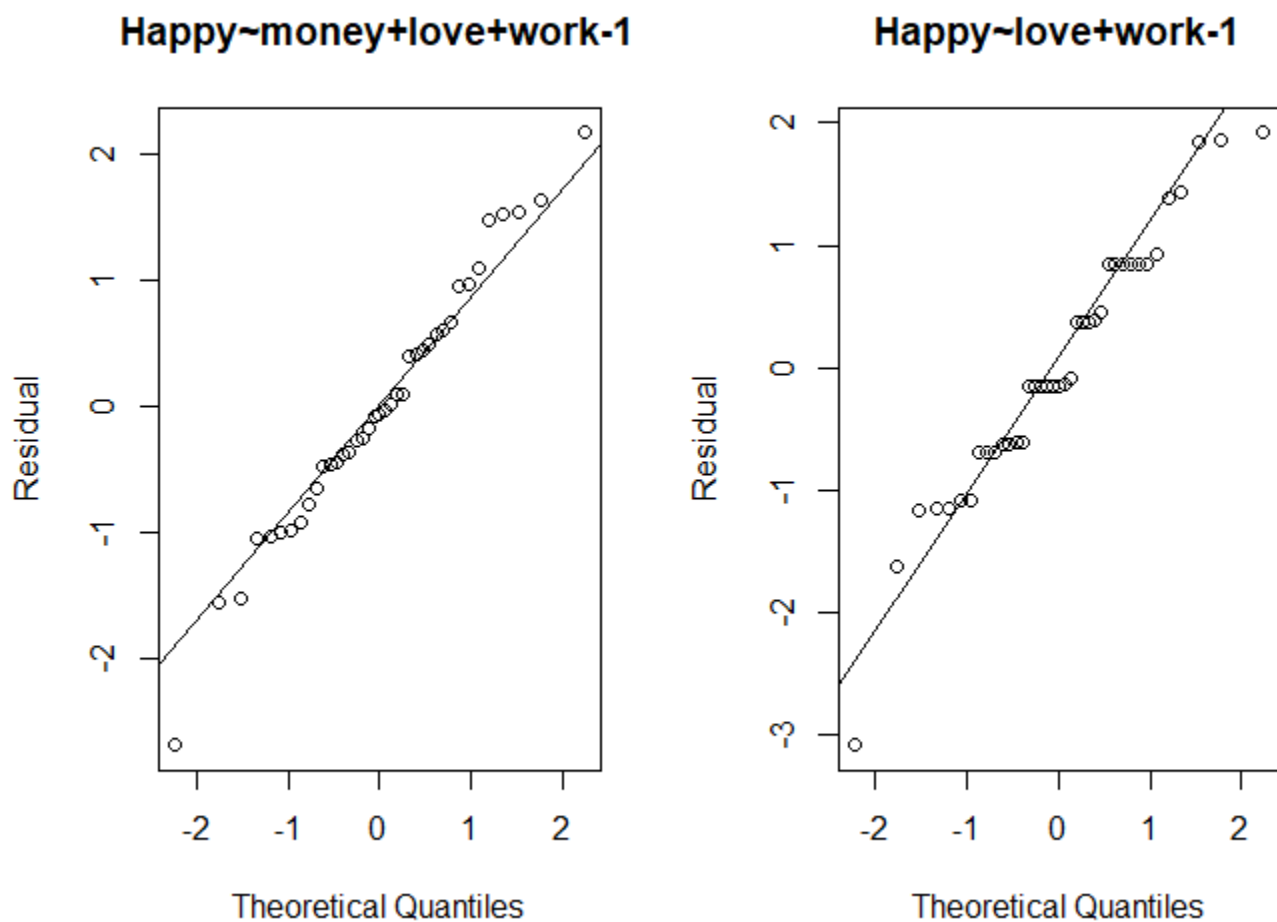 Happy~money+love+work-1
2
1
0
-1
-2
Residual
-2 -1 0 1 2
Theoretical Quantiles
Happy~love+work-1
2
1
0
-1
-2
-3
Residual
-2 -1 0 1 2
Theoretical Quantiles